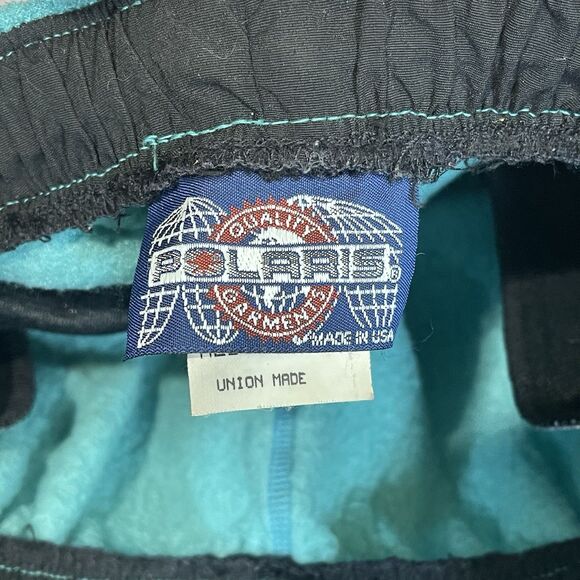 QUALITY
POLARIS®
GARMENTS
MADE IN USA
UNION MADE